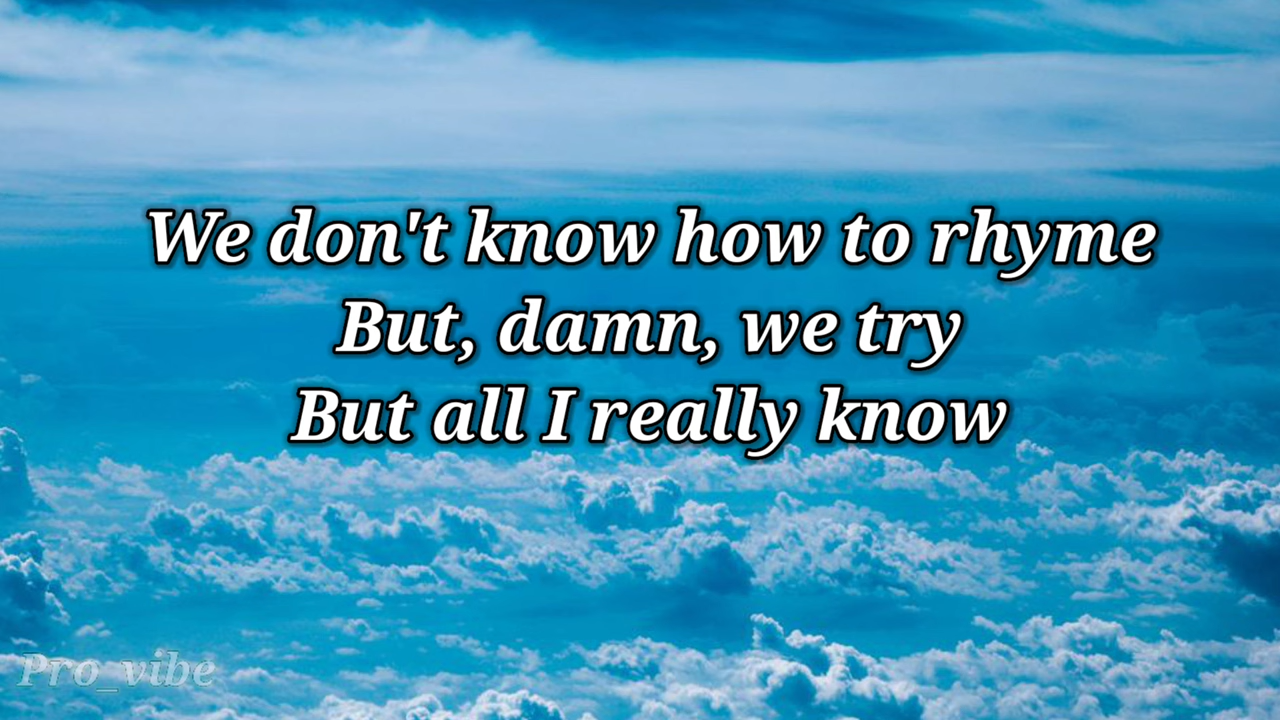 We don't know how to rhyme
But, damn, we try
But all I really know
Pro_vibe